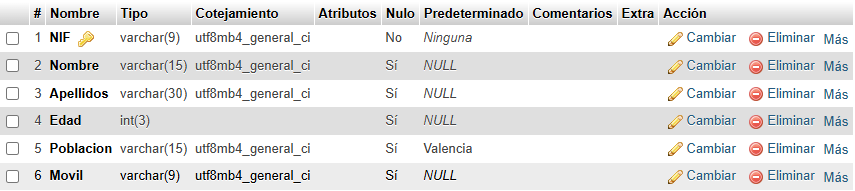 # Nombre Tipo Cotejamiento Atributos Nulo Predeterminado Comentarios Extra Acción
1 NIF varchar(9) utf8mb4_general_ci No Ninguna Cambiar Eliminar Más
2 Nombre varchar(15) utf8mb4_general_ci Sí NULL Cambiar Eliminar Más
3 Apellidos varchar(30) utf8mb4_general_ci Sí NULL Cambiar Eliminar Más
4 Edad int(3) Sí NULL Cambiar Eliminar Más
5 Poblacion varchar(15) utf8mb4_general_ci Sí Valencia Cambiar Eliminar Más
6 Movil varchar(9) utf8mb4_general_ci Sí NULL Cambiar Eliminar Más